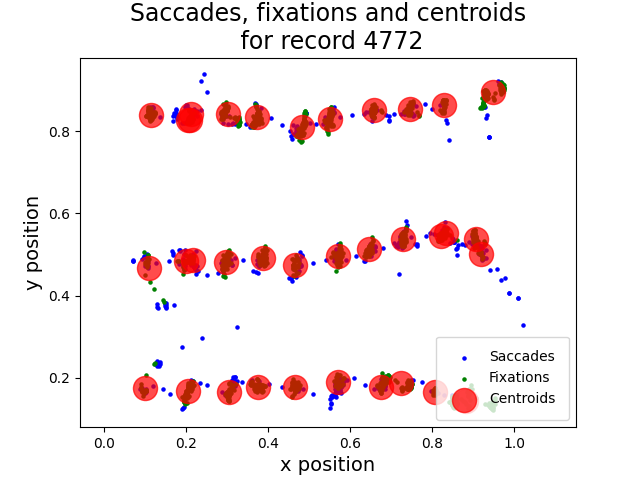 Saccades, fixations and centroids
for record 4772
y position
0.8
0.6
0.4
0.2
0.0
0.2
0.4
0.6
0.8
1.0
x position
Saccades
Fixations
Centroids